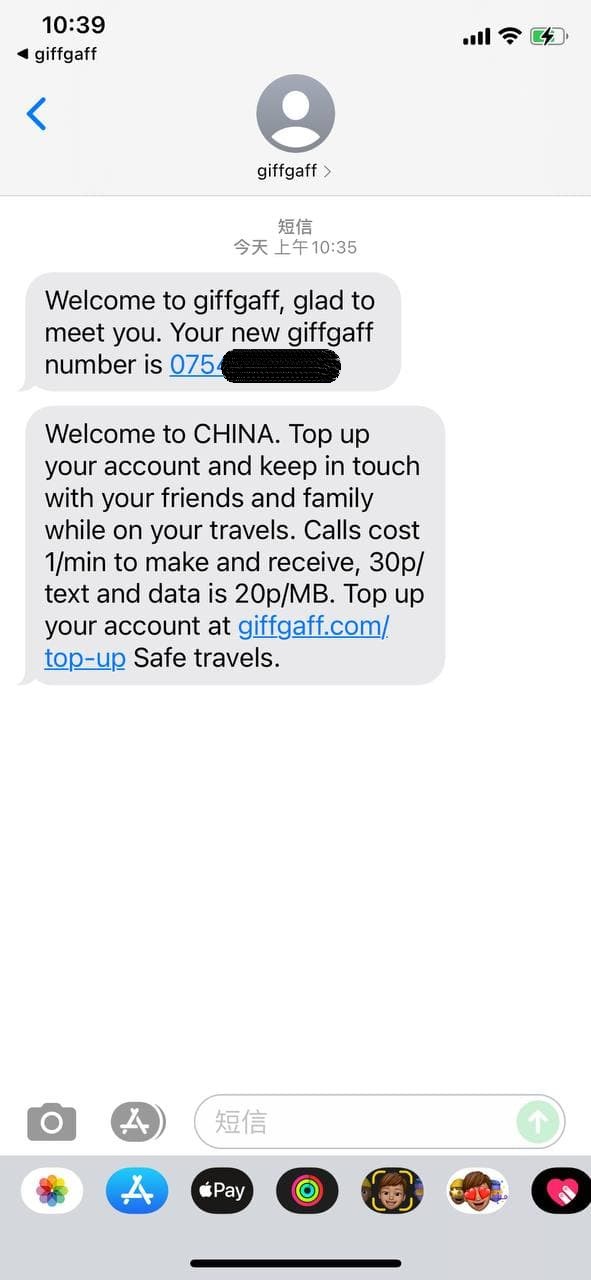 10:39
◀ giffgaff
giffgaff >
短信
今天 上午10:35
Welcome to giffgaff, glad to
meet you. Your new giffgaff
number is 075
Welcome to CHINA. Top up
your account and keep in touch
with your friends and family
while on your travels. Calls cost
1/min to make and receive, 30p/
text and data is 20p/MB. Top up
your account at giffgaff.com/
top-up Safe travels.
短信
Pay